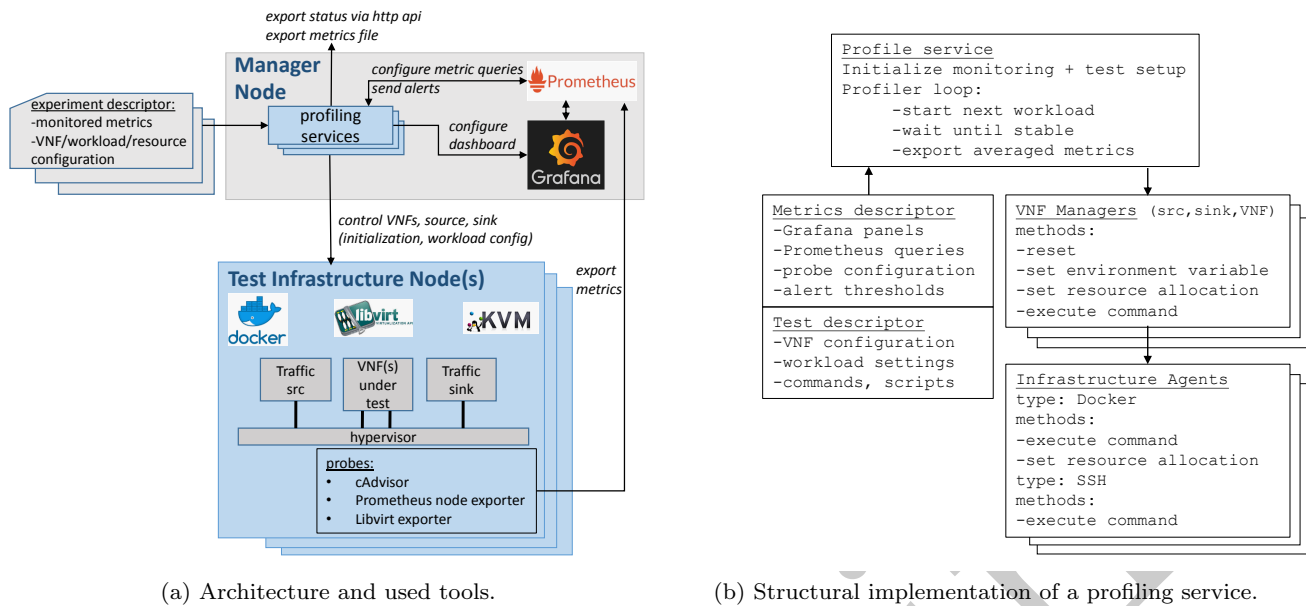 export status via http api
export metrics file
Manager
Node
configure metric queries
send alerts
Prometheus
experiment descriptor:
-monitored metrics
-VNF/workload/resource
configuration
profiling
services
configure
dashboard
Grafana
control VNFs, source, sink
(initialization, workload config)
export
metrics
Test Infrastructure Node(s)
docker
libvirt
VIRTUALIZATION API
KVM
Traffic
src
VNF(s)
under
test
Traffic
sink
hypervisor
probes:
• cAdvisor
• Prometheus node exporter
• Libvirt exporter
(a) Architecture and used tools.
Profile service
Initialize monitoring + test setup
Profiler loop:
-start next workload
-wait until stable
-export averaged metrics
Metrics descriptor
-Grafana panels
-Prometheus queries
-probe configuration
-alert thresholds
Test descriptor
-VNF configuration
-workload settings
-commands, scripts
VNF Managers (src,sink,VNF)
methods:
-reset
-set environment variable
-set resource allocation
-execute command
Infrastructure Agents
type: Docker
methods:
-execute command
-set resource allocation
type: SSH
methods:
-execute command
(b) Structural implementation of a profiling service.